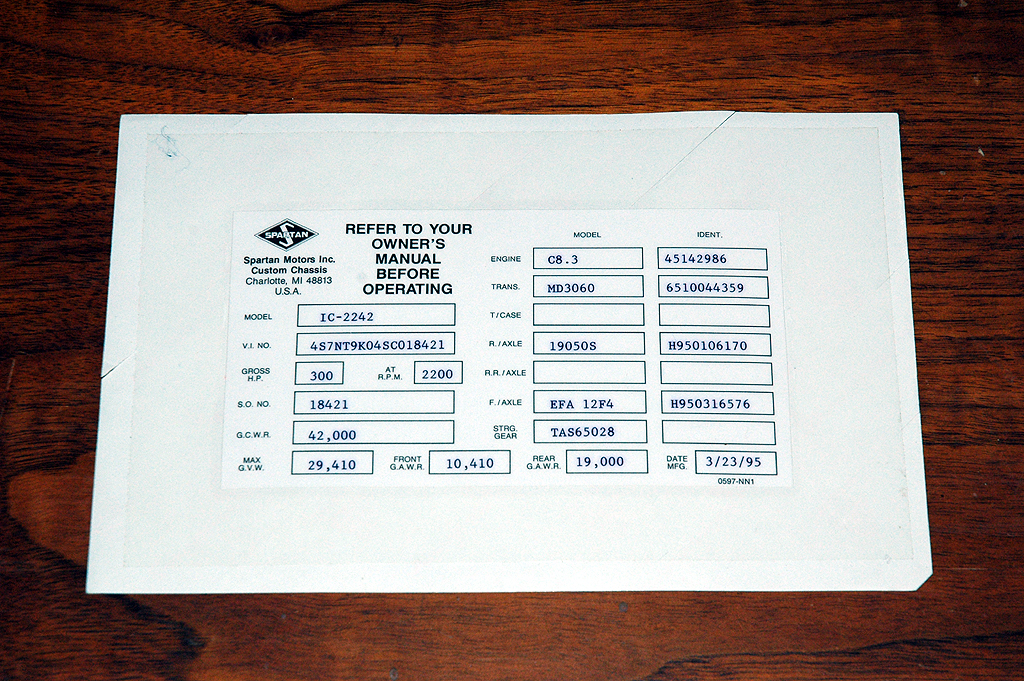 SPARTAN
Spartan Motors Inc.
Custom Chassis
Charlotte, MI 48813
U.S.A.
REFER TO YOUR
OWNER'S
MANUAL
BEFORE
OPERATING
MODEL IC-2242
V.I. NO. 4S7NT9K04SC018421
GROSS H.P. 300 AT R.P.M. 2200
S.O. NO. 18421
G.C.W.R. 42,000
MODEL IDENT.
ENGINE C8.3 45142986
TRANS. MD3060 6510044359
T/CASE
R./AXLE 19050S H950106170
R.R./AXLE
F./AXLE EFA 12F4 H950316576
STRG. GEAR TAS65028
MAX G.V.W. 29,410 FRONT G.A.W.R. 10,410 REAR G.A.W.R. 19,000 DATE MFG. 3/23/95
0597-NN1